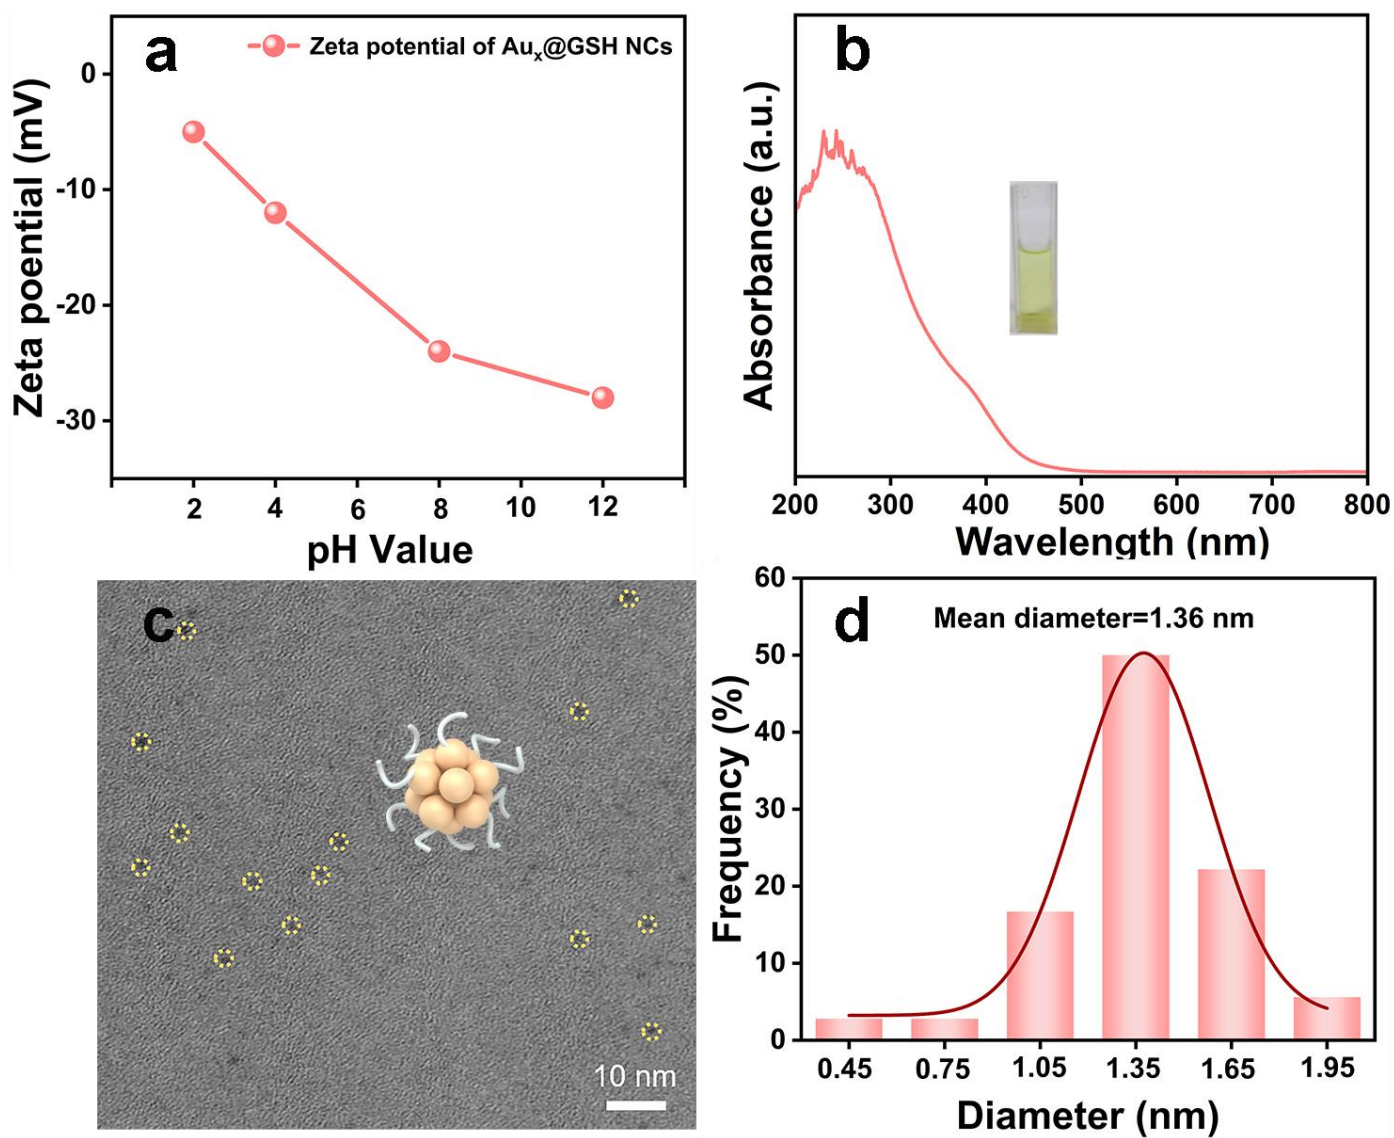 a
Zeta potential of Aux@GSH NCs
0
-10
-20
-30
Zeta poential (mV)
2 4 6 8 10 12
pH Value
b
Absorbance (a.u.)
200 300 400 500 600 700 800
Wavelength (nm)
c
10 nm
d
Mean diameter=1.36 nm
60
50
40
30
20
10
0
Frequency (%)
0.45 0.75 1.05 1.35 1.65 1.95
Diameter (nm)